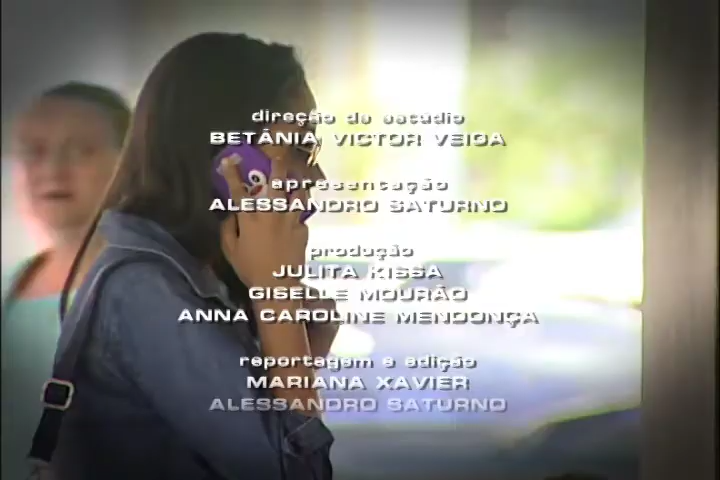 direção de estúdio
BETÂNIA VICTOR VEIGA
apresentação
ALESSANDRO SATURNO
produção
JULITA KISSA
GISELLE MOURÃO
ANNA CAROLINE MENDONÇA
reportagem e edição
MARIANA XAVIER
ALESSANDRO SATURNO